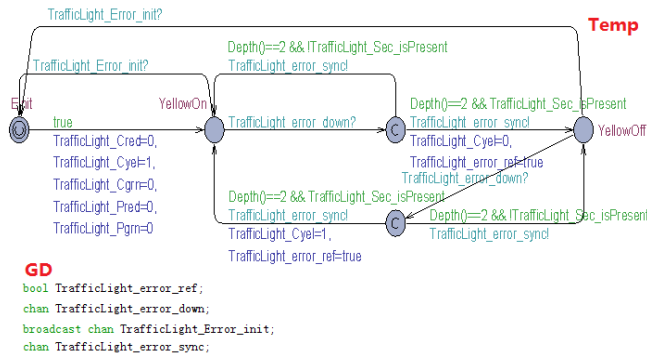 TrafficLight_Error_init?
Temp
Depth()==2 && !TrafficLight_Sec_isPresent
TrafficLight_Error_init?
TrafficLight_error_sync!
YellowOn
Depth()==2 && TrafficLight_Sec_isPresent
true
TrafficLight_error_down?
C
TrafficLight_error_sync!
YellowOff
TrafficLight_Cred=0,
TrafficLight_Cyel=0,
TrafficLight_Cyel=1,
TrafficLight_error_ref=true
TrafficLight_Cgrn=0,
TrafficLight_error_down?
TrafficLight_Pred=0,
Depth()==2 && TrafficLight_Sec_isPresent
TrafficLight_Pgrn=0
TrafficLight_error_sync!
C
Depth()==2 && !TrafficLight_Sec_isPresent
TrafficLight_Cyel=1,
TrafficLight_error_sync!
TrafficLight_error_ref=true
GD
bool TrafficLight_error_ref;
chan TrafficLight_error_down;
broadcast chan TrafficLight_Error_init;
chan TrafficLight_error_sync;